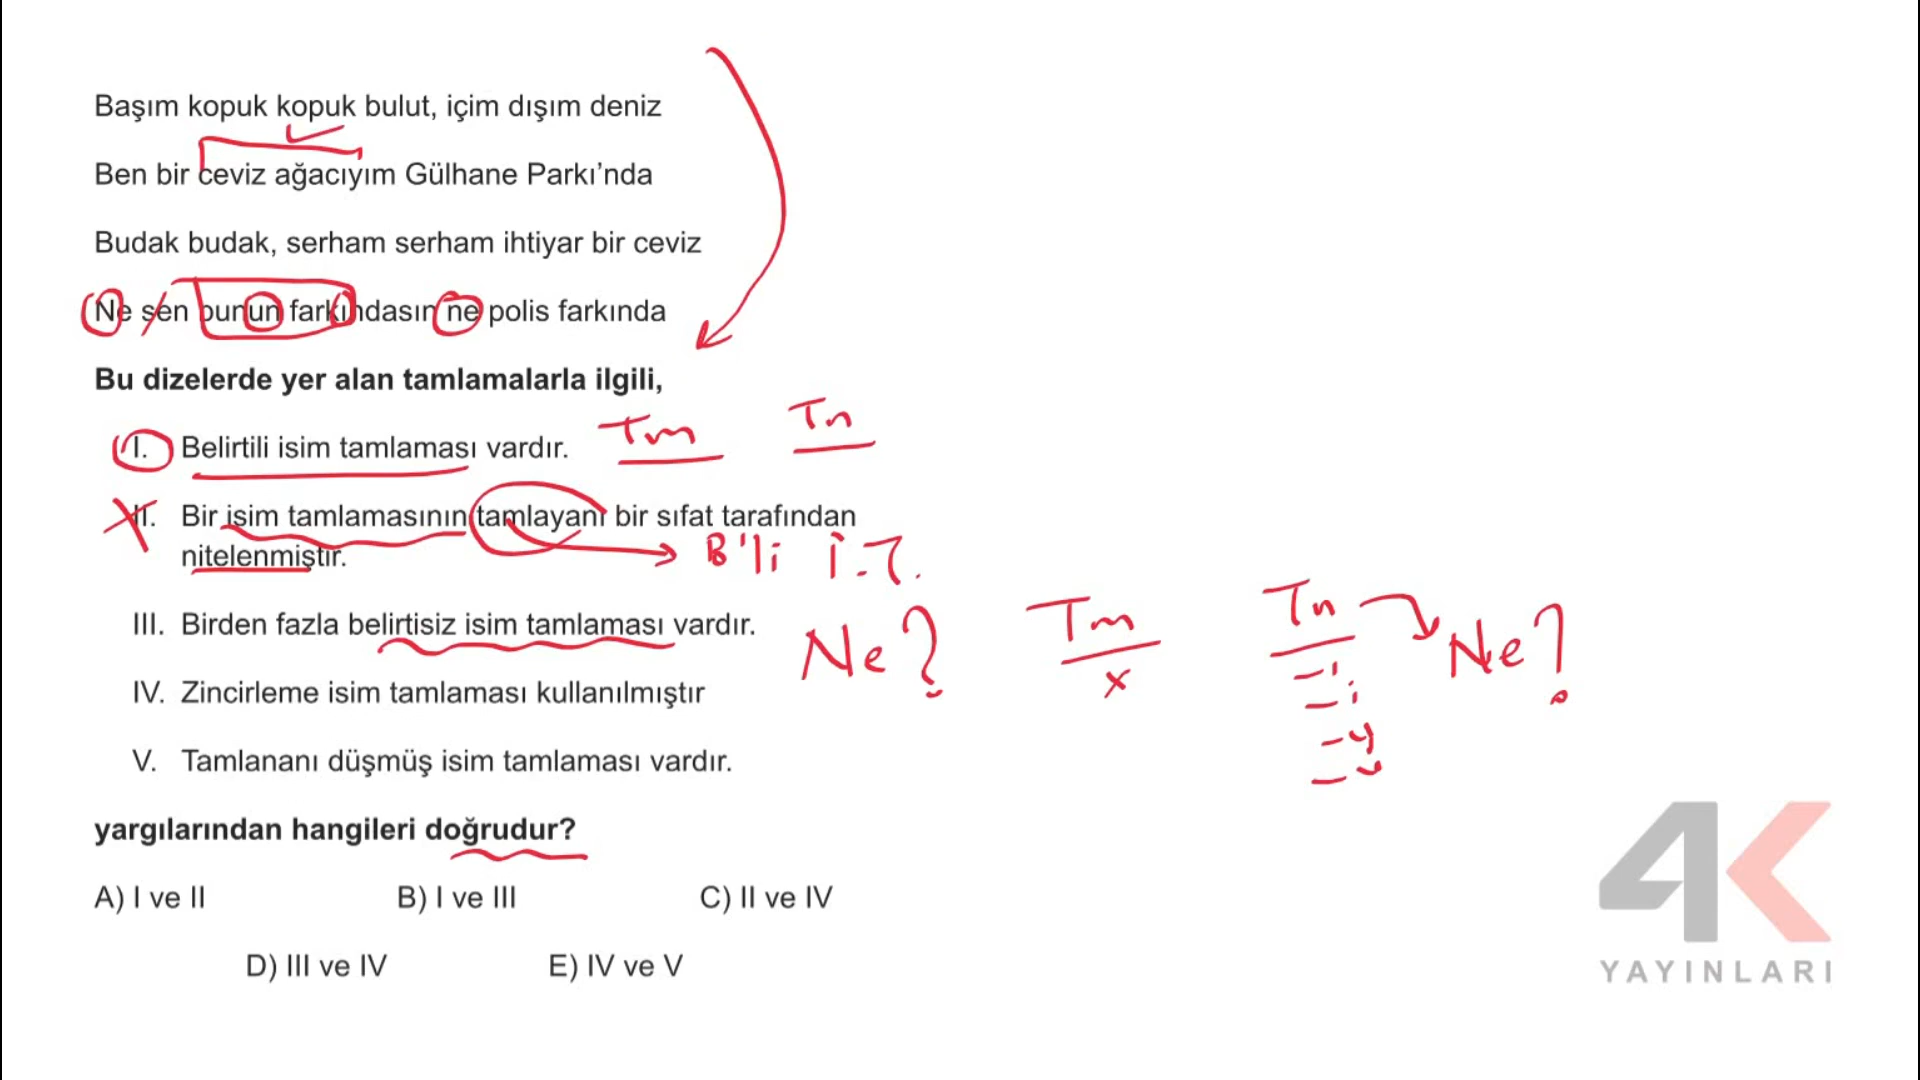 Başım kopuk kopuk bulut, içim dışım deniz
Ben bir ceviz ağacıyım Gülhane Parkı’nda
Budak budak, serham serham ihtiyar bir ceviz
Ne sen bunun farkındasın ne polis farkında
Bu dizelerde yer alan tamlamalarla ilgili,
I. Belirtili isim tamlaması vardır.
Tm Tn
II. Bir isim tamlamasının tamlayanı bir sıfat tarafından
nitelenmiştir.
B'li İ.T.
III. Birden fazla belirtisiz isim tamlaması vardır.
Ne? Tm Tn Ne?
x -ı
-i
-u
-ü
IV. Zincirleme isim tamlaması kullanılmıştır
V. Tamlananı düşmüş isim tamlaması vardır.
yargılarından hangileri doğrudur?
A) I ve II B) I ve III C) II ve IV
D) III ve IV E) IV ve V
4K
YAYINLARI